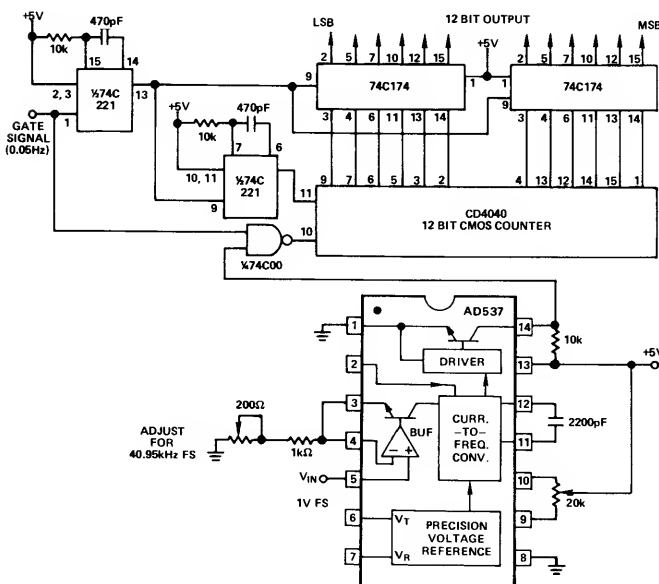 +5V
470pF
10k
15
14
2, 3
½74C
221
13
1
GATE
SIGNAL
(0.05Hz)
LSB
12 BIT OUTPUT
MSB
2 5 7 10 12 15
+5V
2 5 7 10 12 15
9
74C174
1
1
74C174
9
3 4 6 11 13 14
3 4 6 11 13 14
+5V
470pF
10k
7
6
10, 11
½74C
221
9
11
9 7 6 5 3 2
4 13 12 14 15 1
CD4040
12 BIT CMOS COUNTER
10
¼74C00
AD537
1
14
10k
+5V
DRIVER
2
13
200Ω
3
12
2200pF
ADJUST
FOR
40.95kHz FS
1kΩ
4
BUF
CURR.
–TO–
FREQ.
CONV.
11
VIN
5
– +
10
1V FS
20k
6
VT
PRECISION
VOLTAGE
REFERENCE
9
7
VR
8